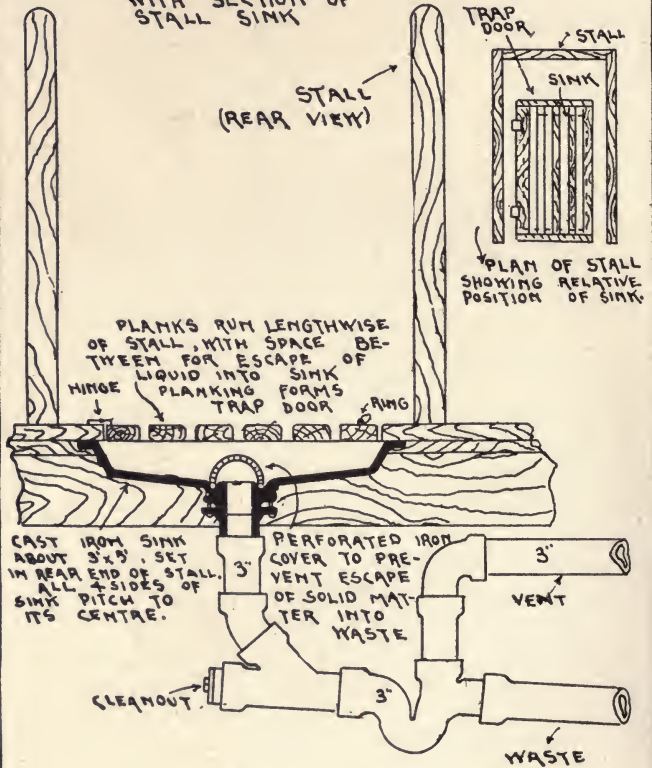 WITH SECTION OF
STALL SINK
STALL
(REAR VIEW)
TRAP
DOOR
STALL
SINK
PLAN OF STALL
SHOWING RELATIVE
POSITION OF SINK.
PLANKS RUN LENGTHWISE
OF STALL, WITH SPACE BE-
TWEEN FOR ESCAPE OF
LIQUID INTO SINK
HINGE
PLANKING FORMS
TRAP DOOR
RING
CAST IRON SINK
ABOUT 3'x5', SET
IN REAR END OF STALL.
ALL 4 SIDES OF
SINK PITCH TO
ITS CENTRE.
3"
PERFORATED IRON
COVER TO PRE-
VENT ESCAPE
OF SOLID MAT-
TER INTO
WASTE
3"
VENT
CLEANOUT
3"
WASTE